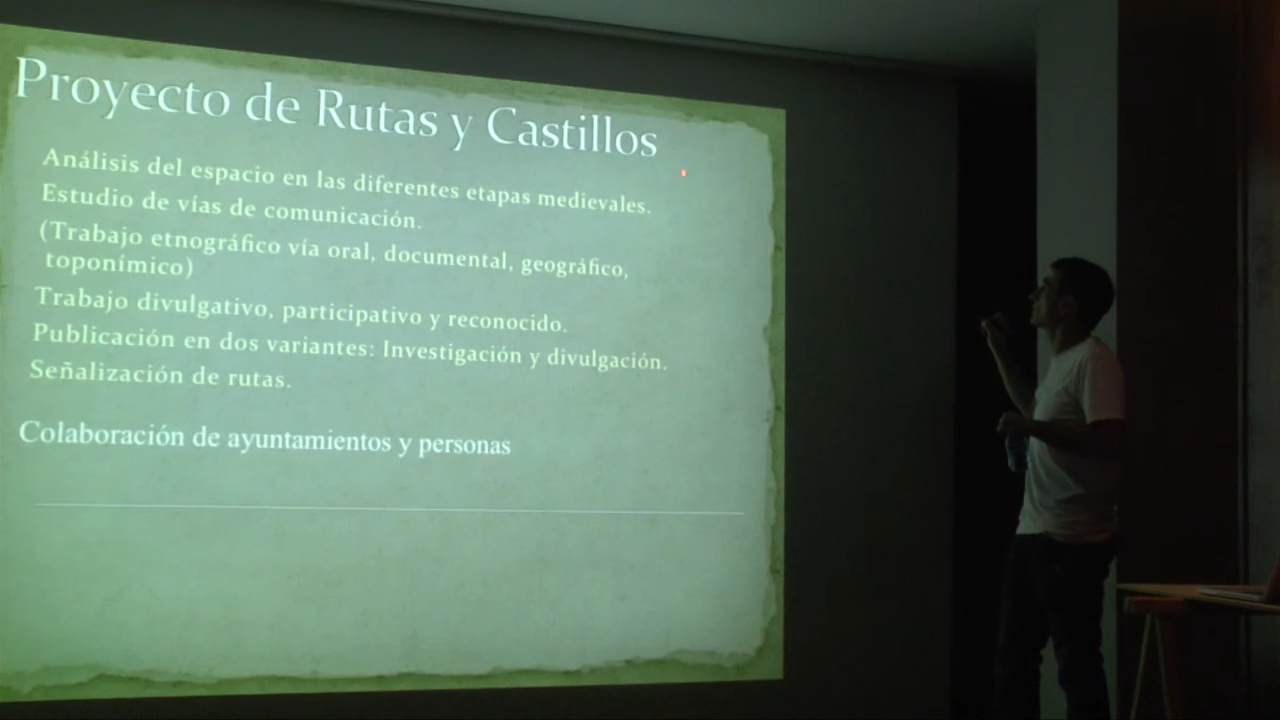 Proyecto de Rutas y Castillos
Análisis del espacio en las diferentes etapas medievales.
Estudio de vías de comunicación.
(Trabajo etnográfico vía oral, documental, geográfico,
toponímico)
Trabajo divulgativo, participativo y reconocido.
Publicación en dos variantes: Investigación y divulgación.
Señalización de rutas.
Colaboración de ayuntamientos y personas